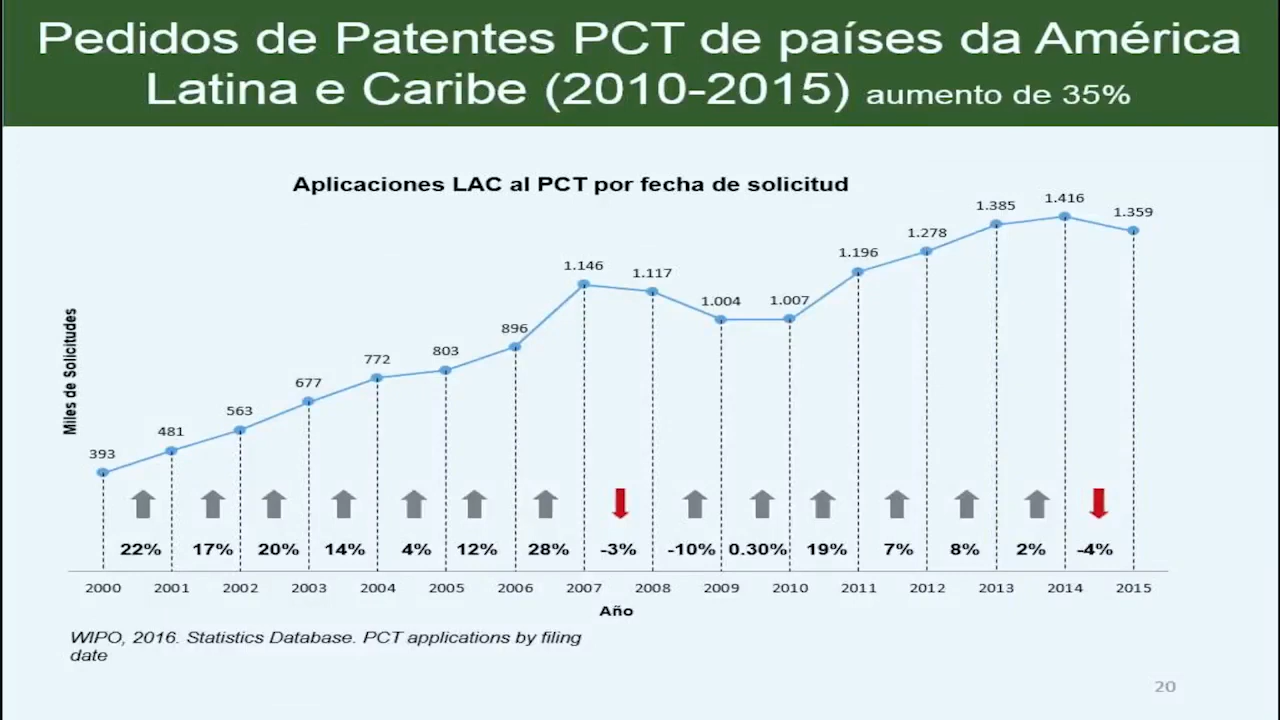 Pedidos de Patentes PCT de países da América
Latina e Caribe (2010-2015) aumento de 35%
Aplicaciones LAC al PCT por fecha de solicitud
Miles de Solicitudes
393
481
563
677
772
803
896
1.146
1.117
1.004
1.007
1.196
1.278
1.385
1.416
1.359
22% 17% 20% 14% 4% 12% 28% -3% -10% 0.30% 19% 7% 8% 2% -4%
2000 2001 2002 2003 2004 2005 2006 2007 2008 2009 2010 2011 2012 2013 2014 2015
Año
WIPO, 2016. Statistics Database. PCT applications by filing
date
20